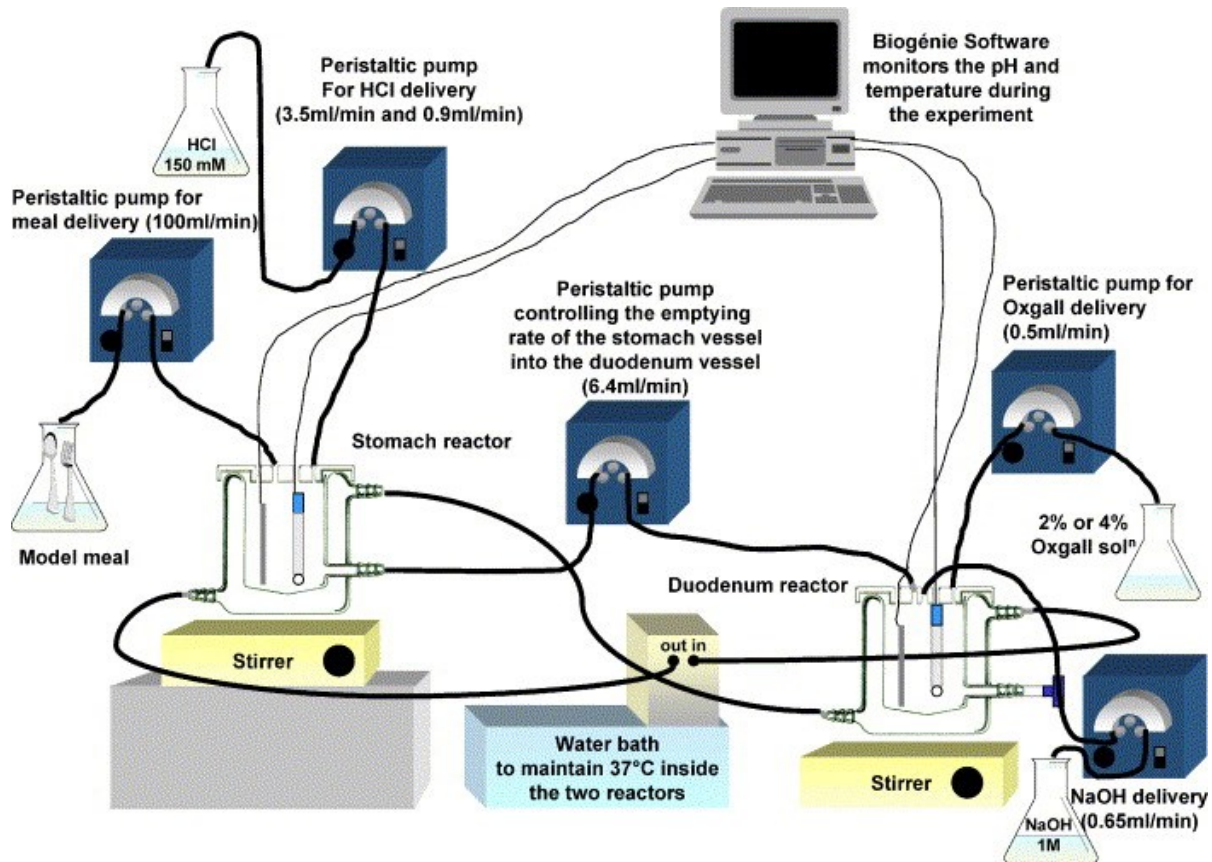 Peristaltic pump
For HCl delivery
(3.5ml/min and 0.9ml/min)
Biogénie Software
monitors the pH and
temperature during
the experiment
HCl
150 mM
Peristaltic pump for
meal delivery (100ml/min)
Peristaltic pump
controlling the emptying
rate of the stomach vessel
into the duodenum vessel
(6.4ml/min)
Peristaltic pump for
Oxgall delivery
(0.5ml/min)
Stomach reactor
Model meal
2% or 4%
Oxgall solⁿ
Duodenum reactor
out in
Stirrer
Water bath
to maintain 37°C inside
the two reactors
Stirrer
NaOH
1M
NaOH delivery
(0.65ml/min)